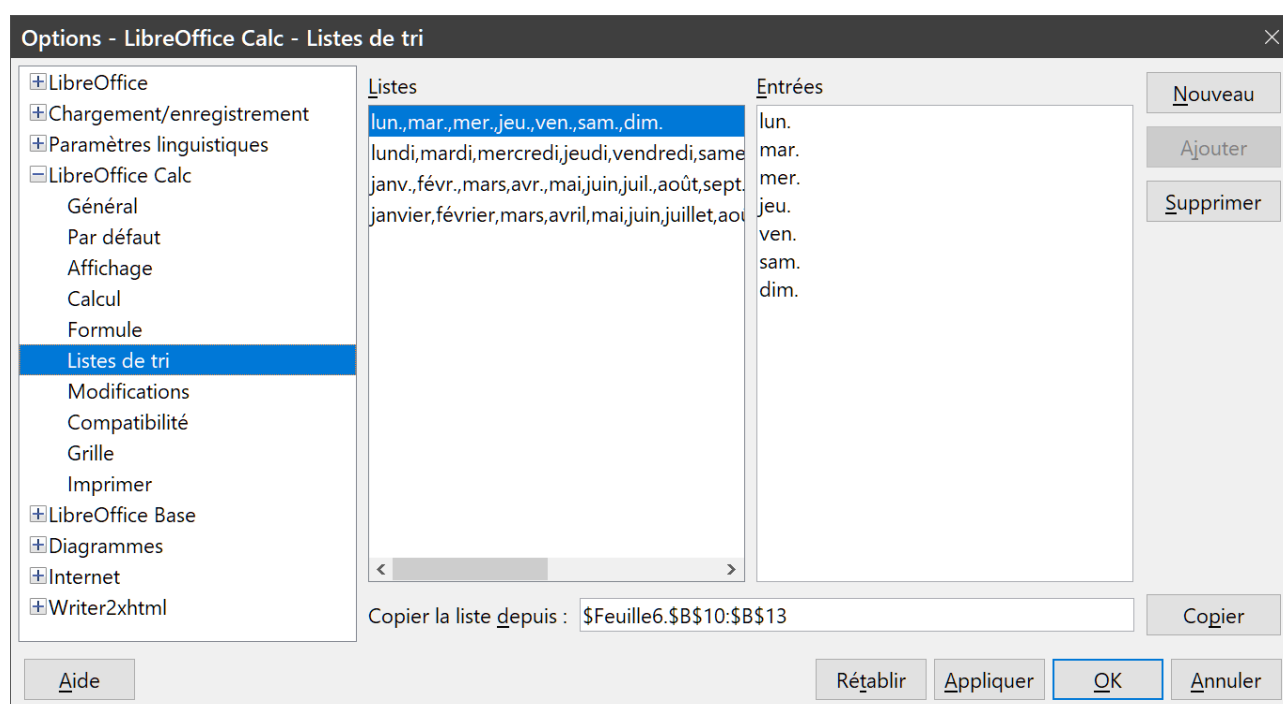 Options - LibreOffice Calc - Listes de tri
LibreOffice
Chargement/enregistrement
Paramètres linguistiques
LibreOffice Calc
Général
Par défaut
Affichage
Calcul
Formule
Listes de tri
Modifications
Compatibilité
Grille
Imprimer
LibreOffice Base
Diagrammes
Internet
Writer2xhtml
Listes
lun.,mar.,mer.,jeu.,ven.,sam.,dim.
lundi,mardi,mercredi,jeudi,vendredi,same
janv.,févr.,mars,avr.,mai,juin,juil.,août,sept.
janvier,février,mars,avril,mai,juin,juillet,aoû
Entrées
lun.
mar.
mer.
jeu.
ven.
sam.
dim.
Nouveau
Ajouter
Supprimer
Copier la liste depuis : $Feuille6.$B$10:$B$13
Copier
Aide
Rétablir
Appliquer
OK
Annuler